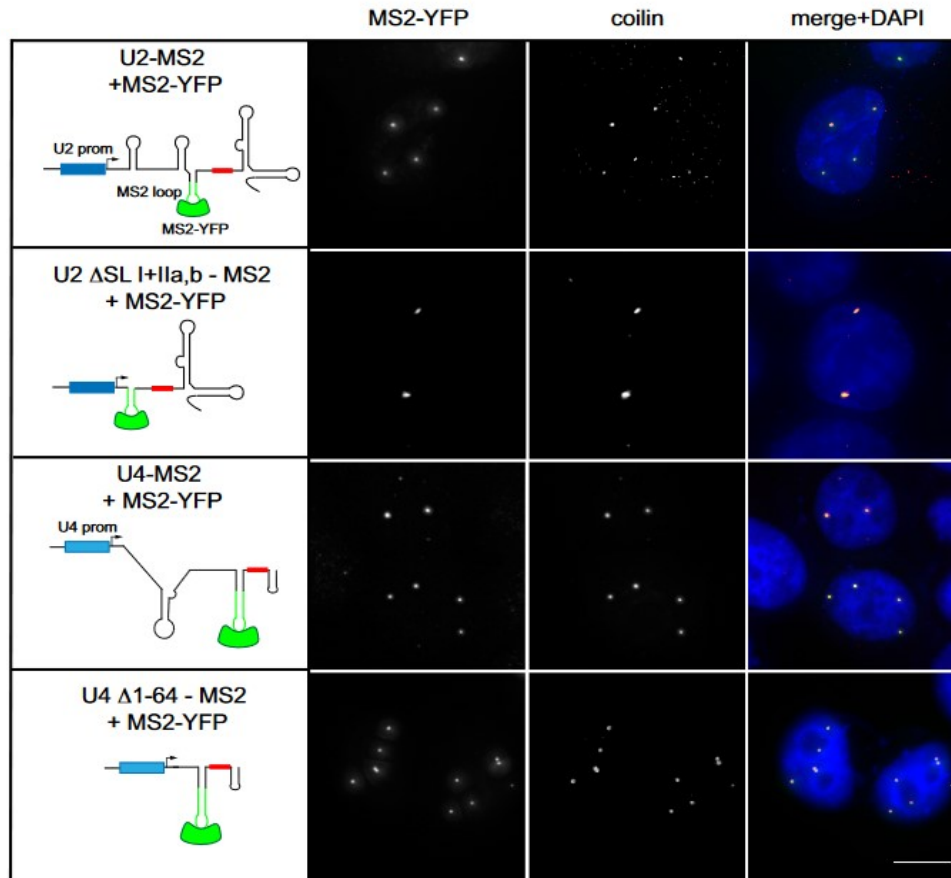 MS2-YFP coilin merge+DAPI
U2-MS2
+MS2-YFP
U2 prom
MS2 loop
MS2-YFP
U2 ΔSL I+IIa,b - MS2
+ MS2-YFP
U4-MS2
+ MS2-YFP
U4 prom
U4 Δ1-64 - MS2
+ MS2-YFP